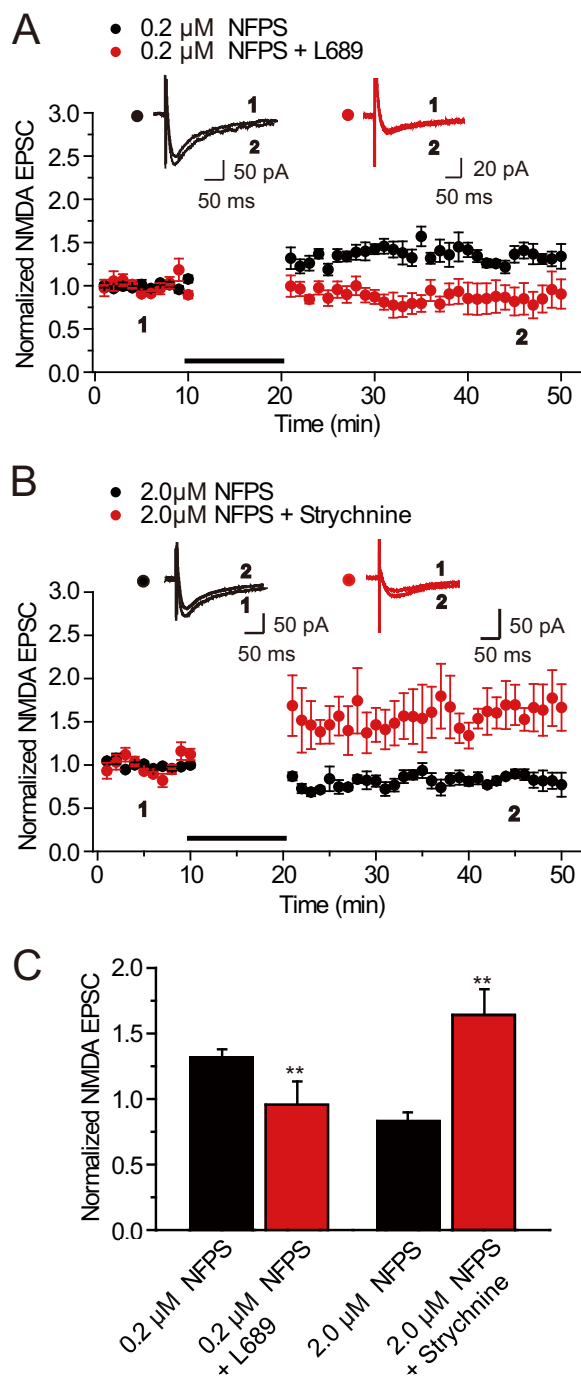 A
0.2 µM NFPS
0.2 µM NFPS + L689
1
2
50 pA
50 ms
1
2
20 pA
50 ms
Normalized NMDA EPSC
3.0
2.5
2.0
1.5
1.0
0.5
0.0
1
2
0 10 20 30 40 50
Time (min)
B
2.0µM NFPS
2.0µM NFPS + Strychnine
2
1
50 pA
50 ms
1
2
50 pA
50 ms
Normalized NMDA EPSC
3.0
2.5
2.0
1.5
1.0
0.5
0.0
1
2
0 10 20 30 40 50
Time (min)
C
Normalized NMDA EPSC
2.0
1.5
1.0
0.5
0.0
**
**
0.2 µM NFPS
0.2 µM NFPS
+ L689
2.0 µM NFPS
2.0 µM NFPS
+ Strychnine